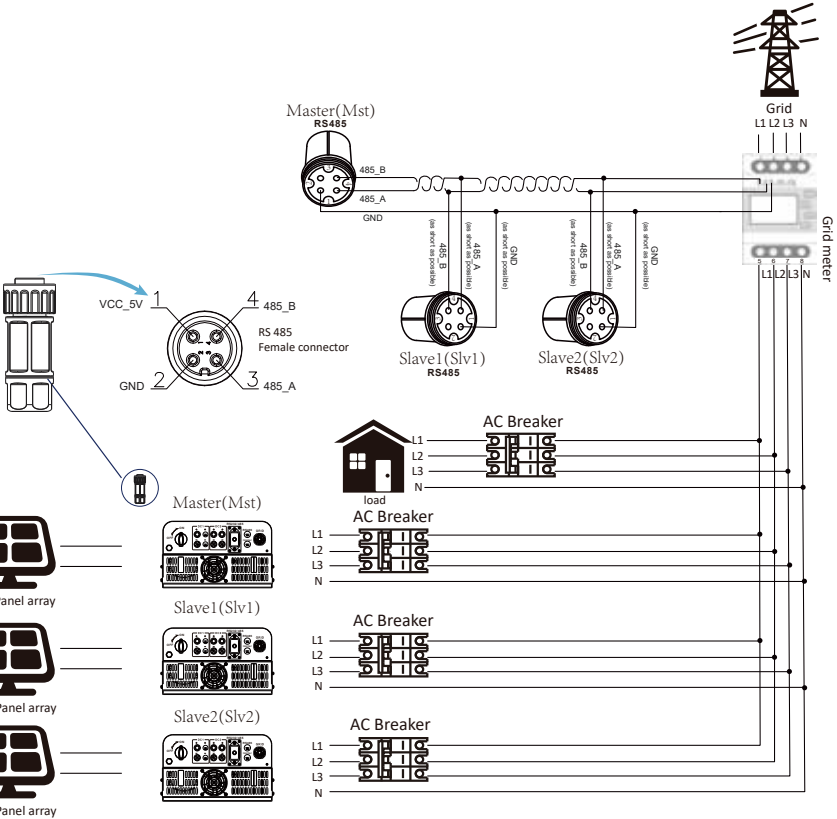 Grid
L1 L2 L3 N
Master(Mst)
RS485
485_B
485_A
GND
Grid meter
5 6 7 8
L1 L2 L3 N
485_B
(as short as possible)
485_A
(as short as possible)
GND
(as short as possible)
485_B
(as short as possible)
485_A
(as short as possible)
GND
(as short as possible)
Slave1(Slv1)
RS485
Slave2(Slv2)
RS485
VCC_5V 1
4 485_B
RS 485
Female connector
GND 2
3 485_A
AC Breaker
L1
L2
L3
N
load
Master(Mst)
AC Breaker
L1
L2
L3
N
Panel array
Slave1(Slv1)
AC Breaker
L1
L2
L3
N
Panel array
Slave2(Slv2)
AC Breaker
L1
L2
L3
N
Panel array